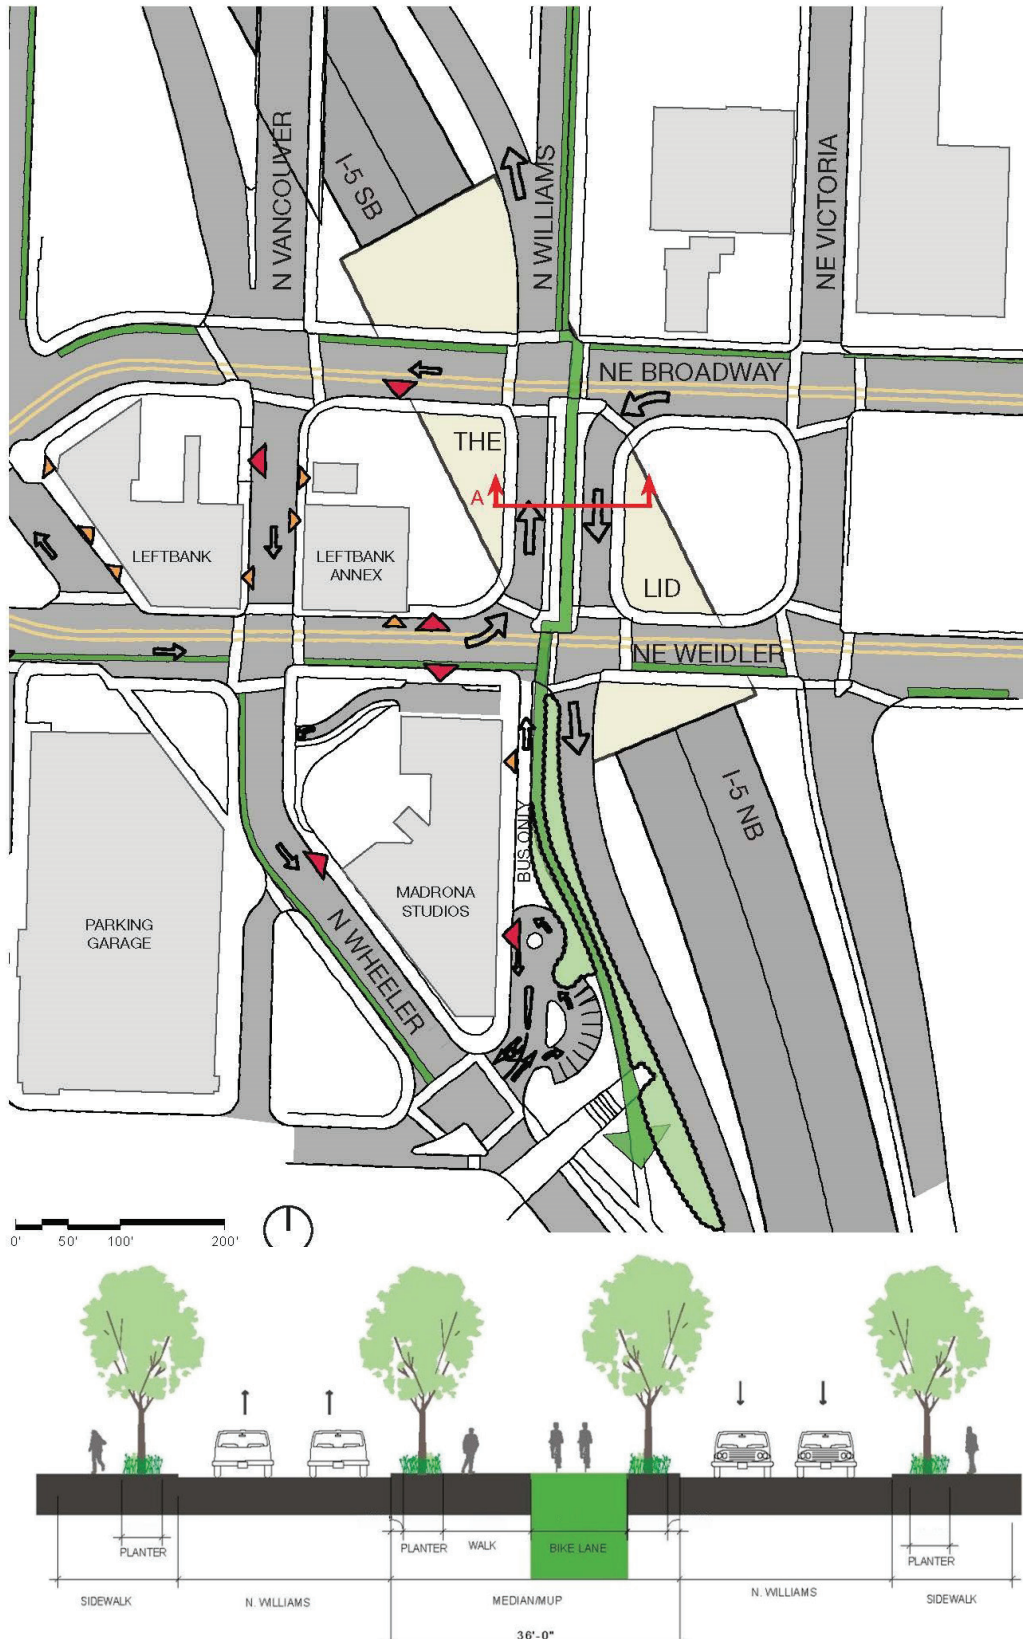 N VANCOUVER
I-5 SB
N WILLIAMS
NE VICTORIA
NE BROADWAY
THE
A
LEFTBANK
LEFTBANK
ANNEX
LID
NE WEIDLER
I-5 NB
BUS ONLY
MADRONA
STUDIOS
PARKING
GARAGE
N WHEELER
0' 50' 100' 200'
PLANTER
PLANTER
WALK
BIKE LANE
PLANTER
SIDEWALK
N. WILLIAMS
MEDIAN/MUP
N. WILLIAMS
SIDEWALK
36'-0"